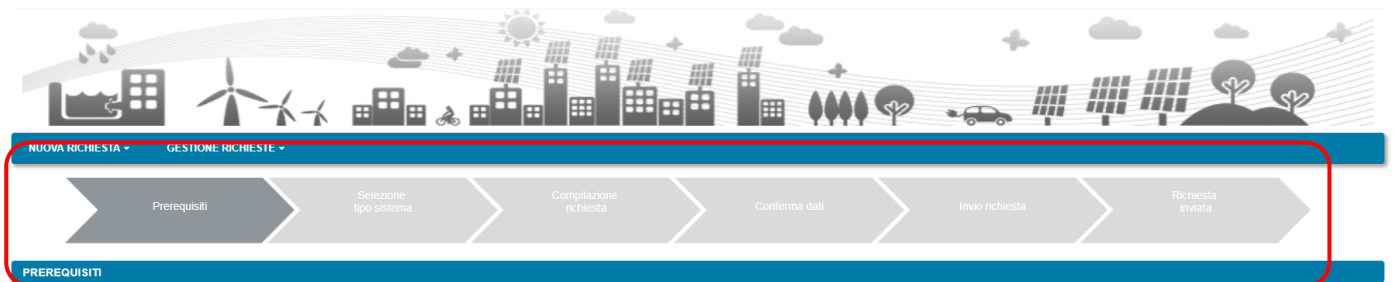 NUOVA RICHIESTA GESTIONE RICHIESTE
Prerequisiti
Selezione
tipo sistema
Compilazione
richiesta
Conferma dati
Invio richiesta
Richiesta
inviata
PREREQUISITI